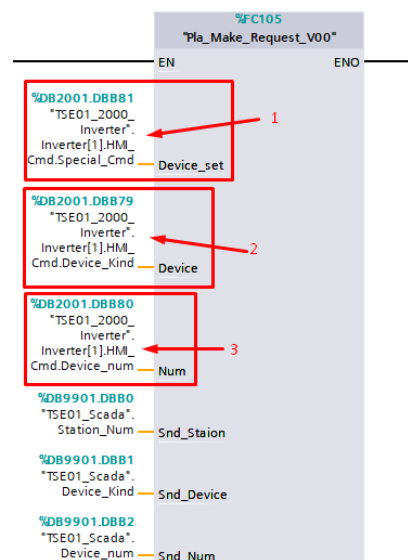 %FC105
"Pla_Make_Request_V00"
EN
ENO
%DB2001.DBB81
"TSE01_2000_
Inverter".
Inverter[1].HMI_
Cmd.Special_Cmd
Device_set
1
%DB2001.DBB79
"TSE01_2000_
Inverter".
Inverter[1].HMI_
Cmd.Device_Kind
Device
2
%DB2001.DBB80
"TSE01_2000_
Inverter".
Inverter[1].HMI_
Cmd.Device_num
Num
3
%DB9901.DBB0
"TSE01_Scada".
Station_Num
Snd_Staion
%DB9901.DBB1
"TSE01_Scada".
Device_Kind
Snd_Device
%DB9901.DBB2
"TSE01_Scada".
Device_num
Snd_Num